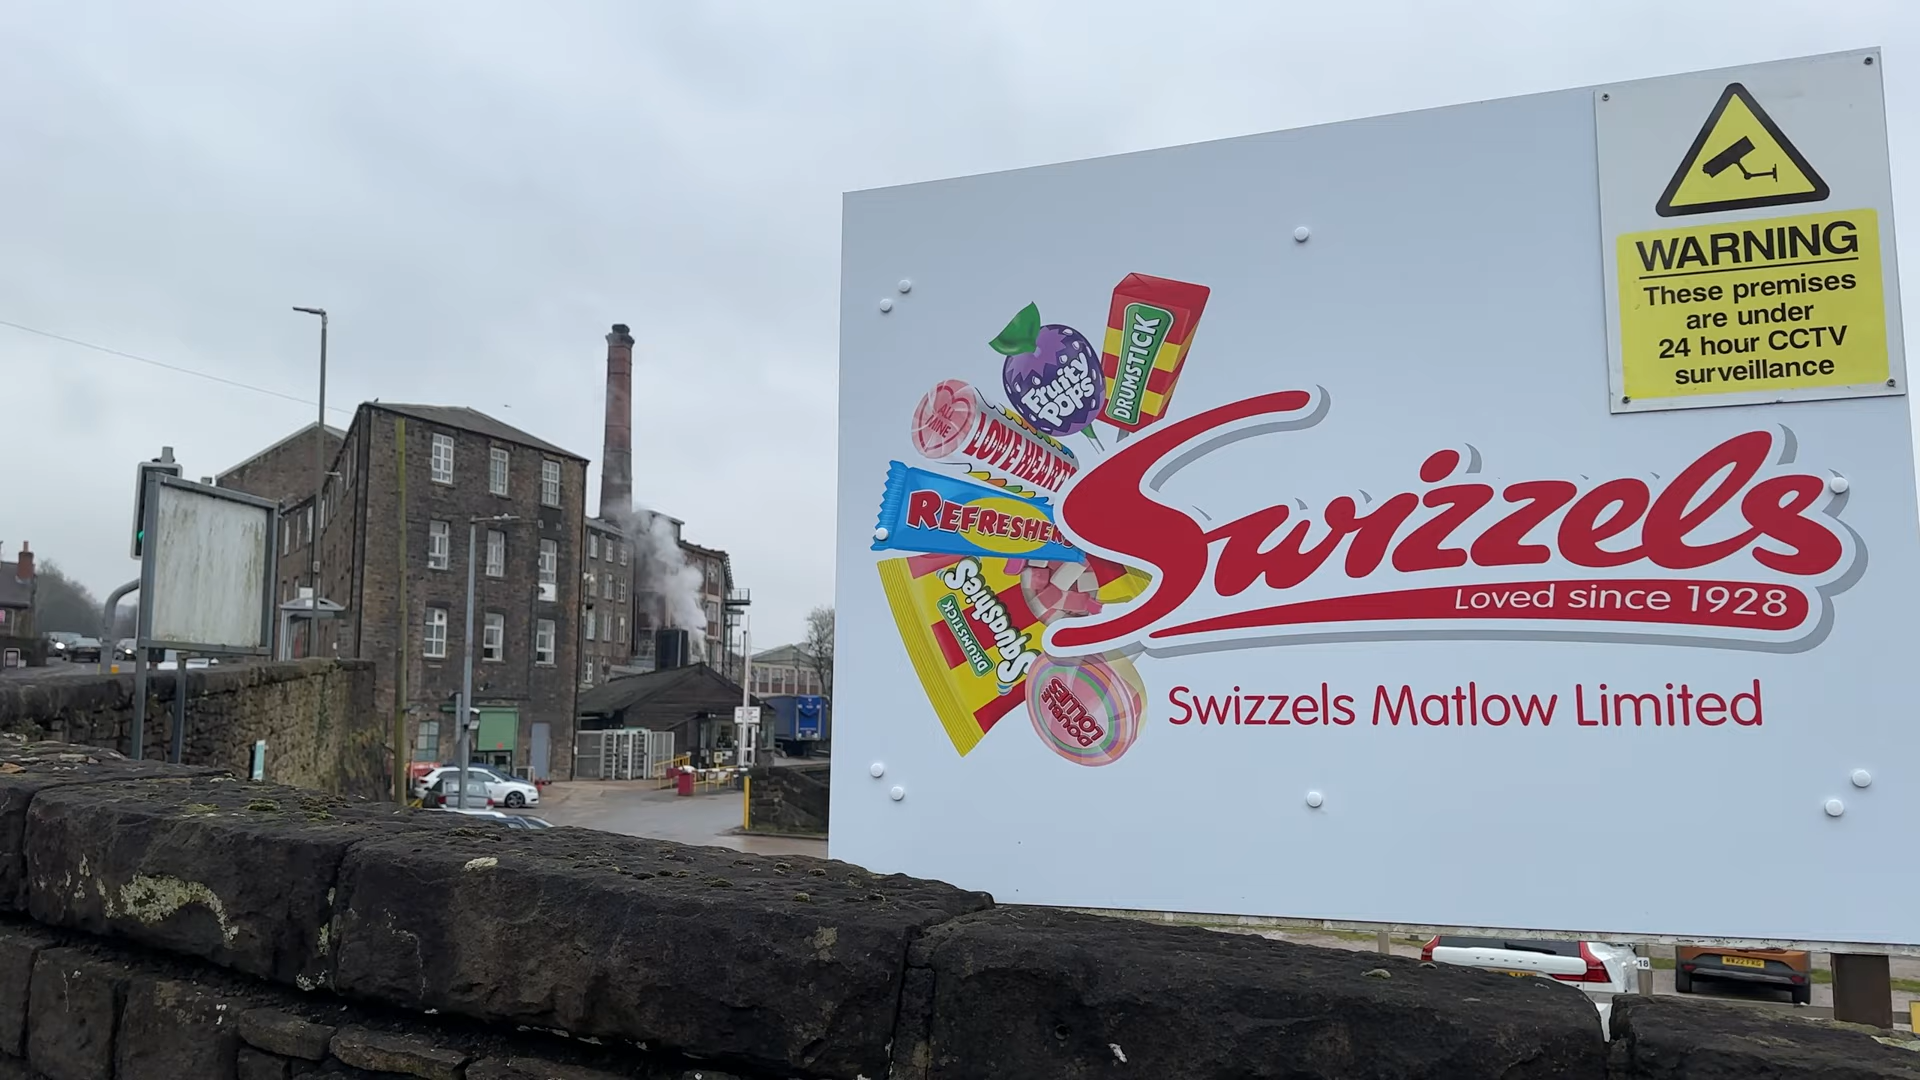 WARNING
These premises
are under
24 hour CCTV
surveillance
DRUMSTICK
Fruity
Pops
ALL
MINE
LOVE HEARTS
REFRESHERS
Squashies
DRUMSTICK
DOUBLE
LOLLIES
Swizzels
Loved since 1928
Swizzels Matlow Limited
18